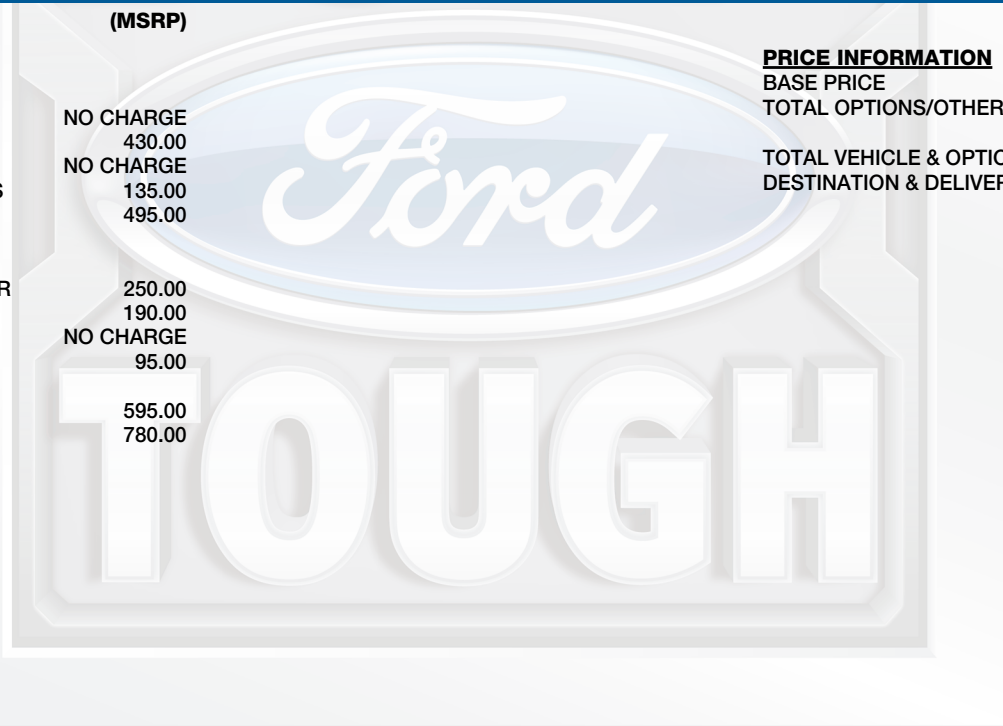 (MSRP)
NO CHARGE
430.00
NO CHARGE
S 135.00
495.00
R 250.00
190.00
NO CHARGE
95.00
595.00
780.00
PRICE INFORMATION
BASE PRICE
TOTAL OPTIONS/OTHER
TOTAL VEHICLE & OPTIO
DESTINATION & DELIVER
Ford
TOUGH